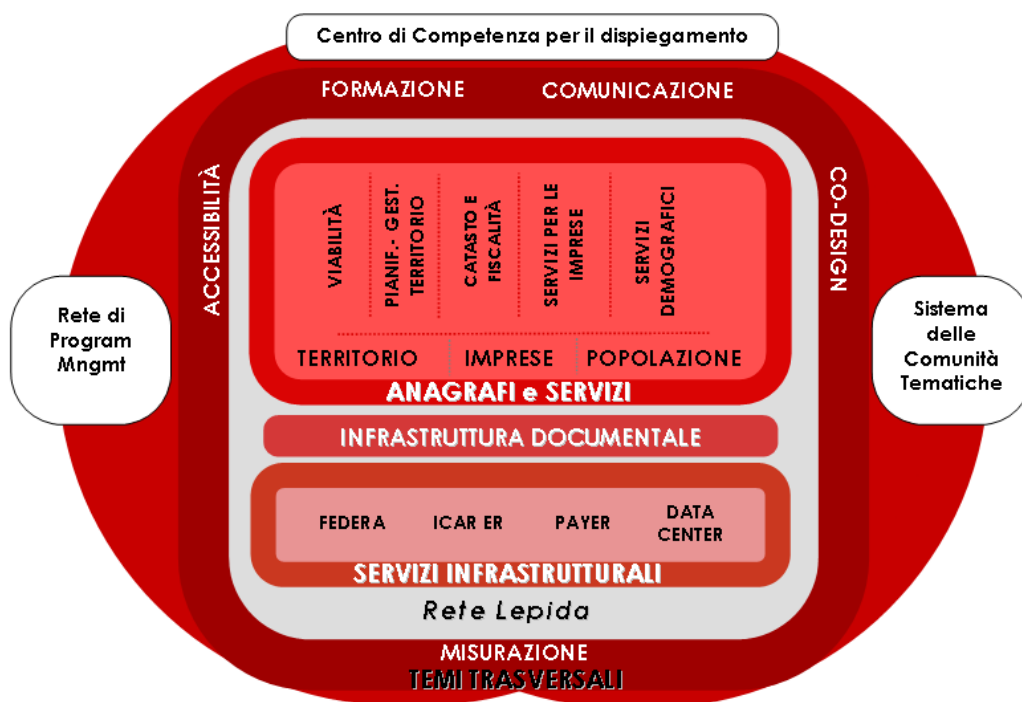 Centro di Competenza per il dispiegamento
FORMAZIONE
COMUNICAZIONE
ACCESSIBILITÀ
CO-DESIGN
VIABILITÀ
PIANIF.- GEST.
TERRITORIO
CATASTO E
FISCALITÀ
SERVIZI PER LE
IMPRESE
SERVIZI
DEMOGRAFICI
Rete di
Program
Mngmt
Sistema
delle
Comunità
Tematiche
TERRITORIO
IMPRESE
POPOLAZIONE
ANAGRAFI e SERVIZI
INFRASTRUTTURA DOCUMENTALE
FEDERA
ICAR ER
PAYER
DATA
CENTER
SERVIZI INFRASTRUTTURALI
Rete Lepida
MISURAZIONE
TEMI TRASVERSALI